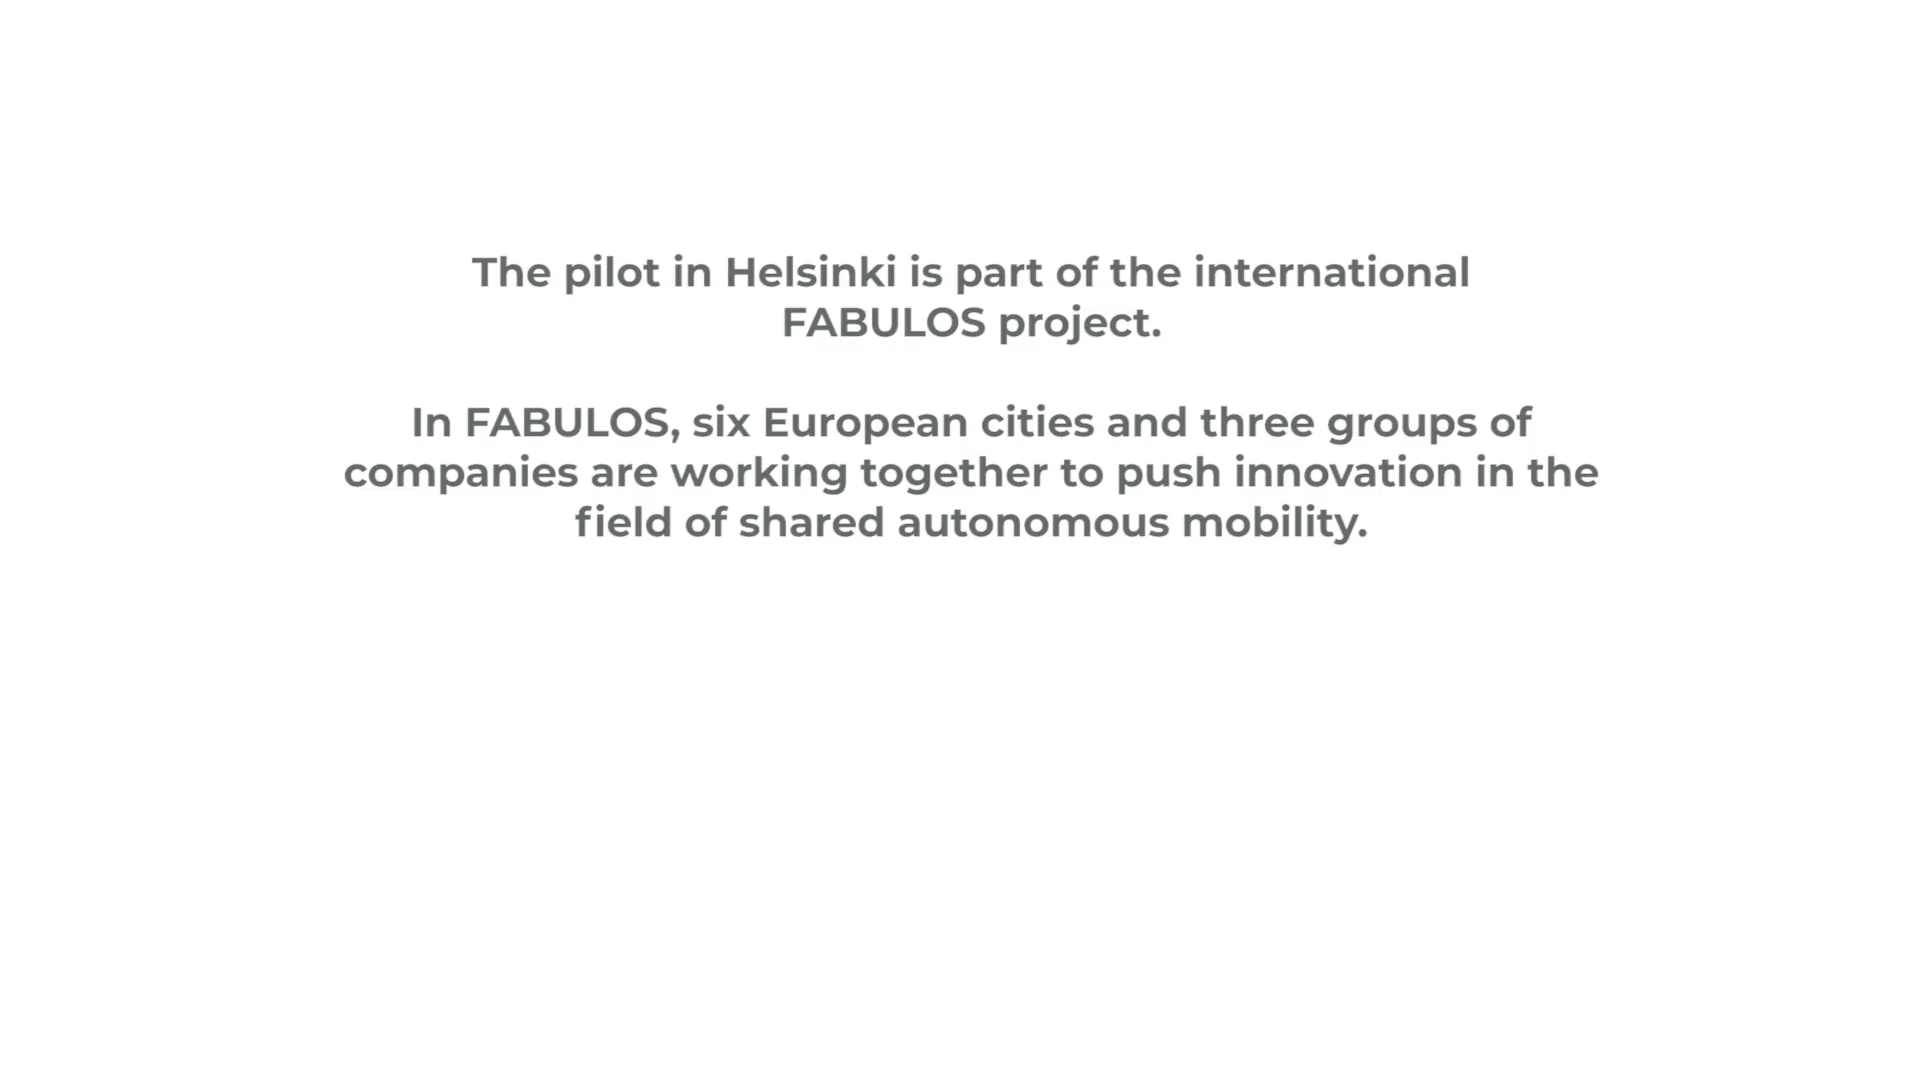 The pilot in Helsinki is part of the international
FABULOS project.
In FABULOS, six European cities and three groups of
companies are working together to push innovation in the
field of shared autonomous mobility.